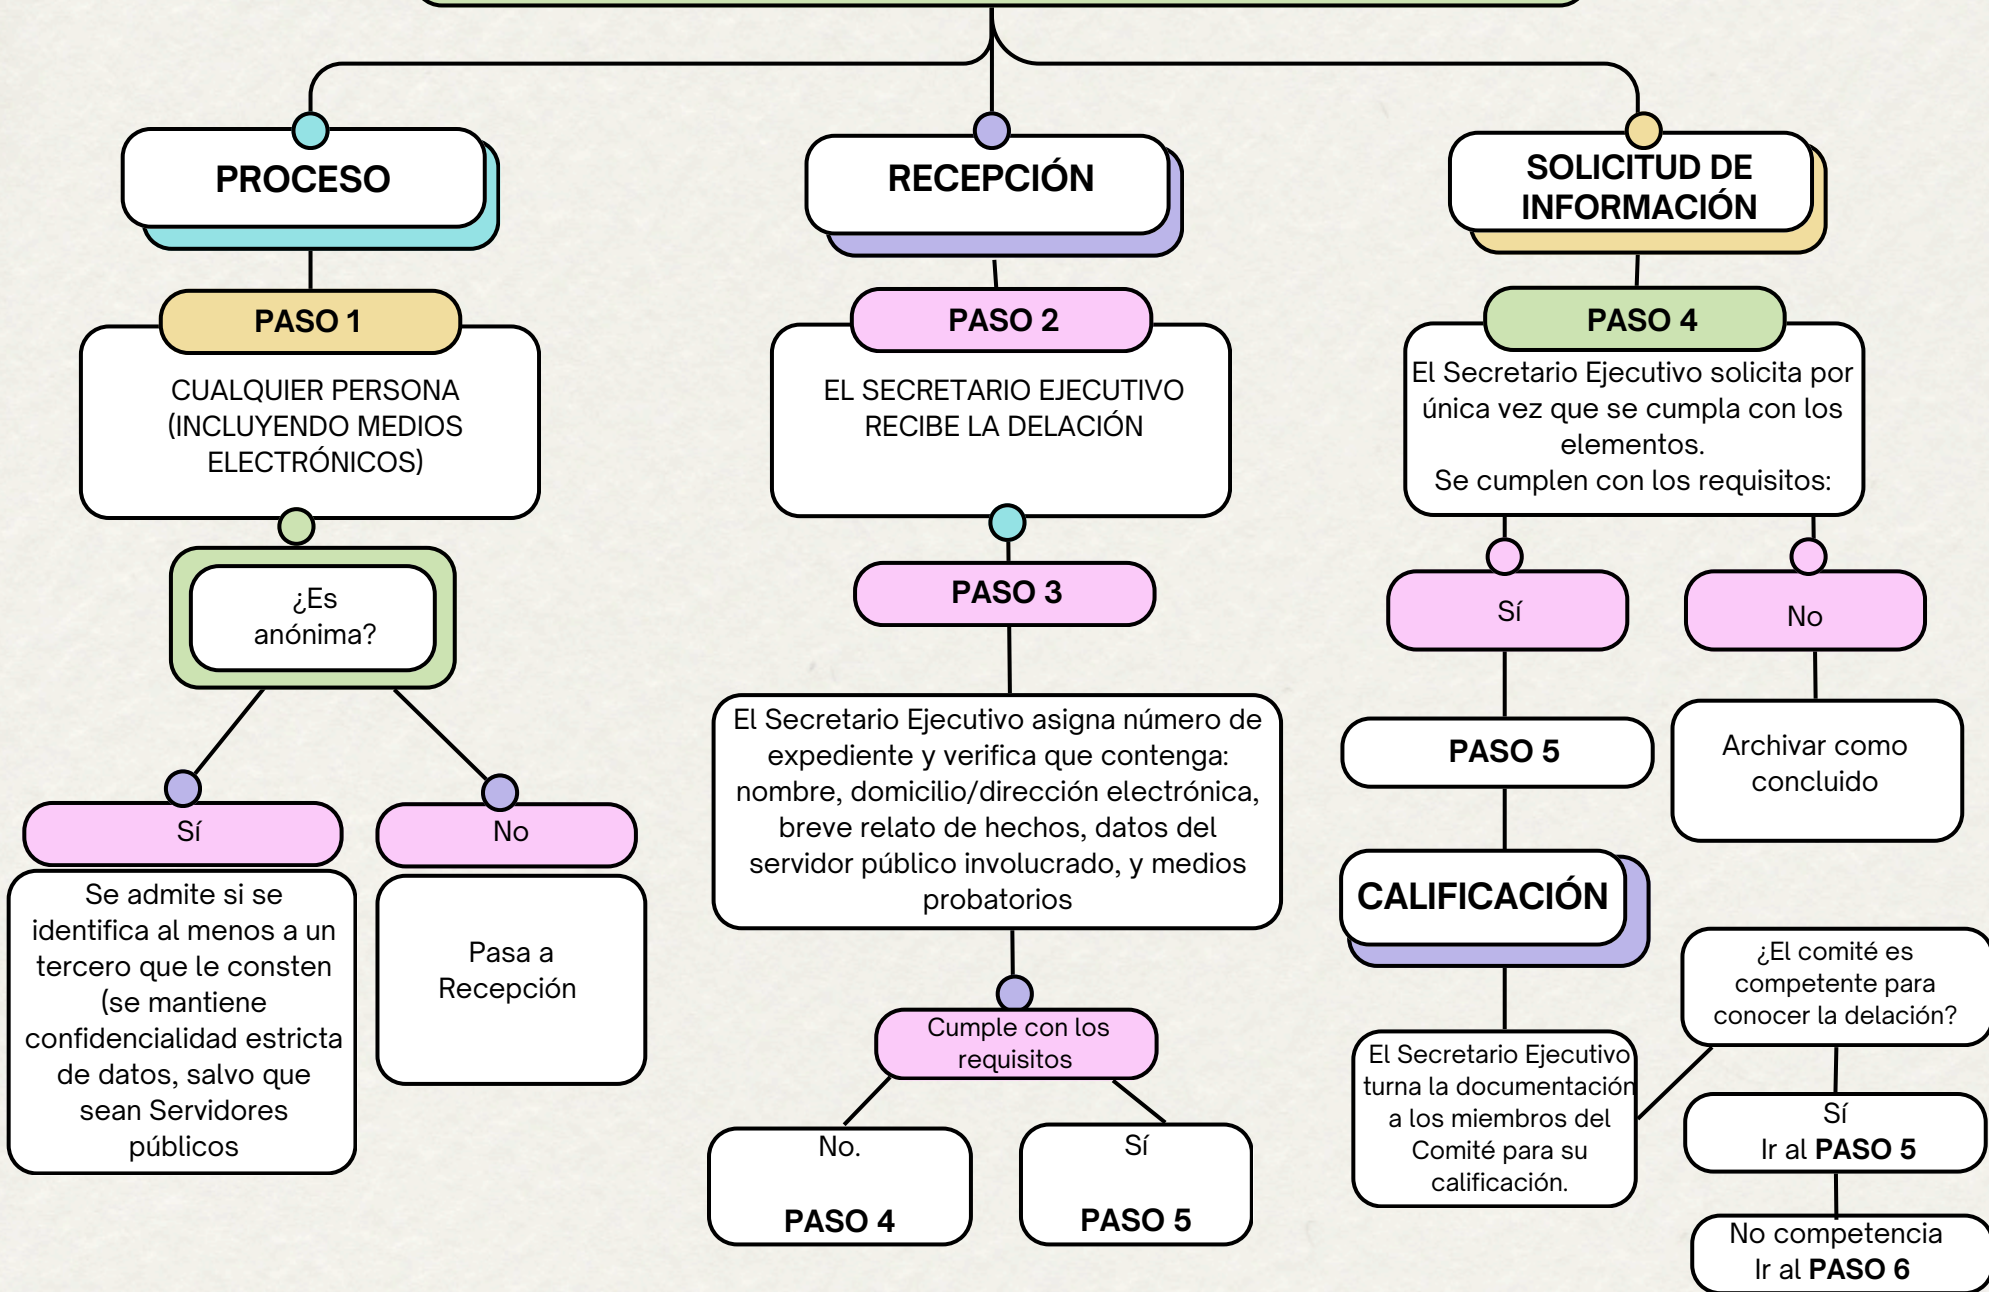 PROCESO
PASO 1
CUALQUIER PERSONA
(INCLUYENDO MEDIOS
ELECTRÓNICOS)
¿Es
anónima?
Sí
Se admite si se
identifica al menos a un
tercero que le consten
(se mantiene
confidencialidad estricta
de datos, salvo que
sean Servidores
públicos
No
Pasa a
Recepción
RECEPCIÓN
PASO 2
EL SECRETARIO EJECUTIVO
RECIBE LA DELACIÓN
PASO 3
El Secretario Ejecutivo asigna número de
expediente y verifica que contenga:
nombre, domicilio/dirección electrónica,
breve relato de hechos, datos del
servidor público involucrado, y medios
probatorios
Cumple con los
requisitos
No.
PASO 4
Sí
PASO 5
SOLICITUD DE
INFORMACIÓN
PASO 4
El Secretario Ejecutivo solicita por
única vez que se cumpla con los
elementos.
Se cumplen con los requisitos:
Sí
No
PASO 5
Archivar como
concluido
CALIFICACIÓN
El Secretario Ejecutivo
turna la documentación
a los miembros del
Comité para su
calificación.
¿El comité es
competente para
conocer la delación?
Sí
Ir al PASO 5
No competencia
Ir al PASO 6